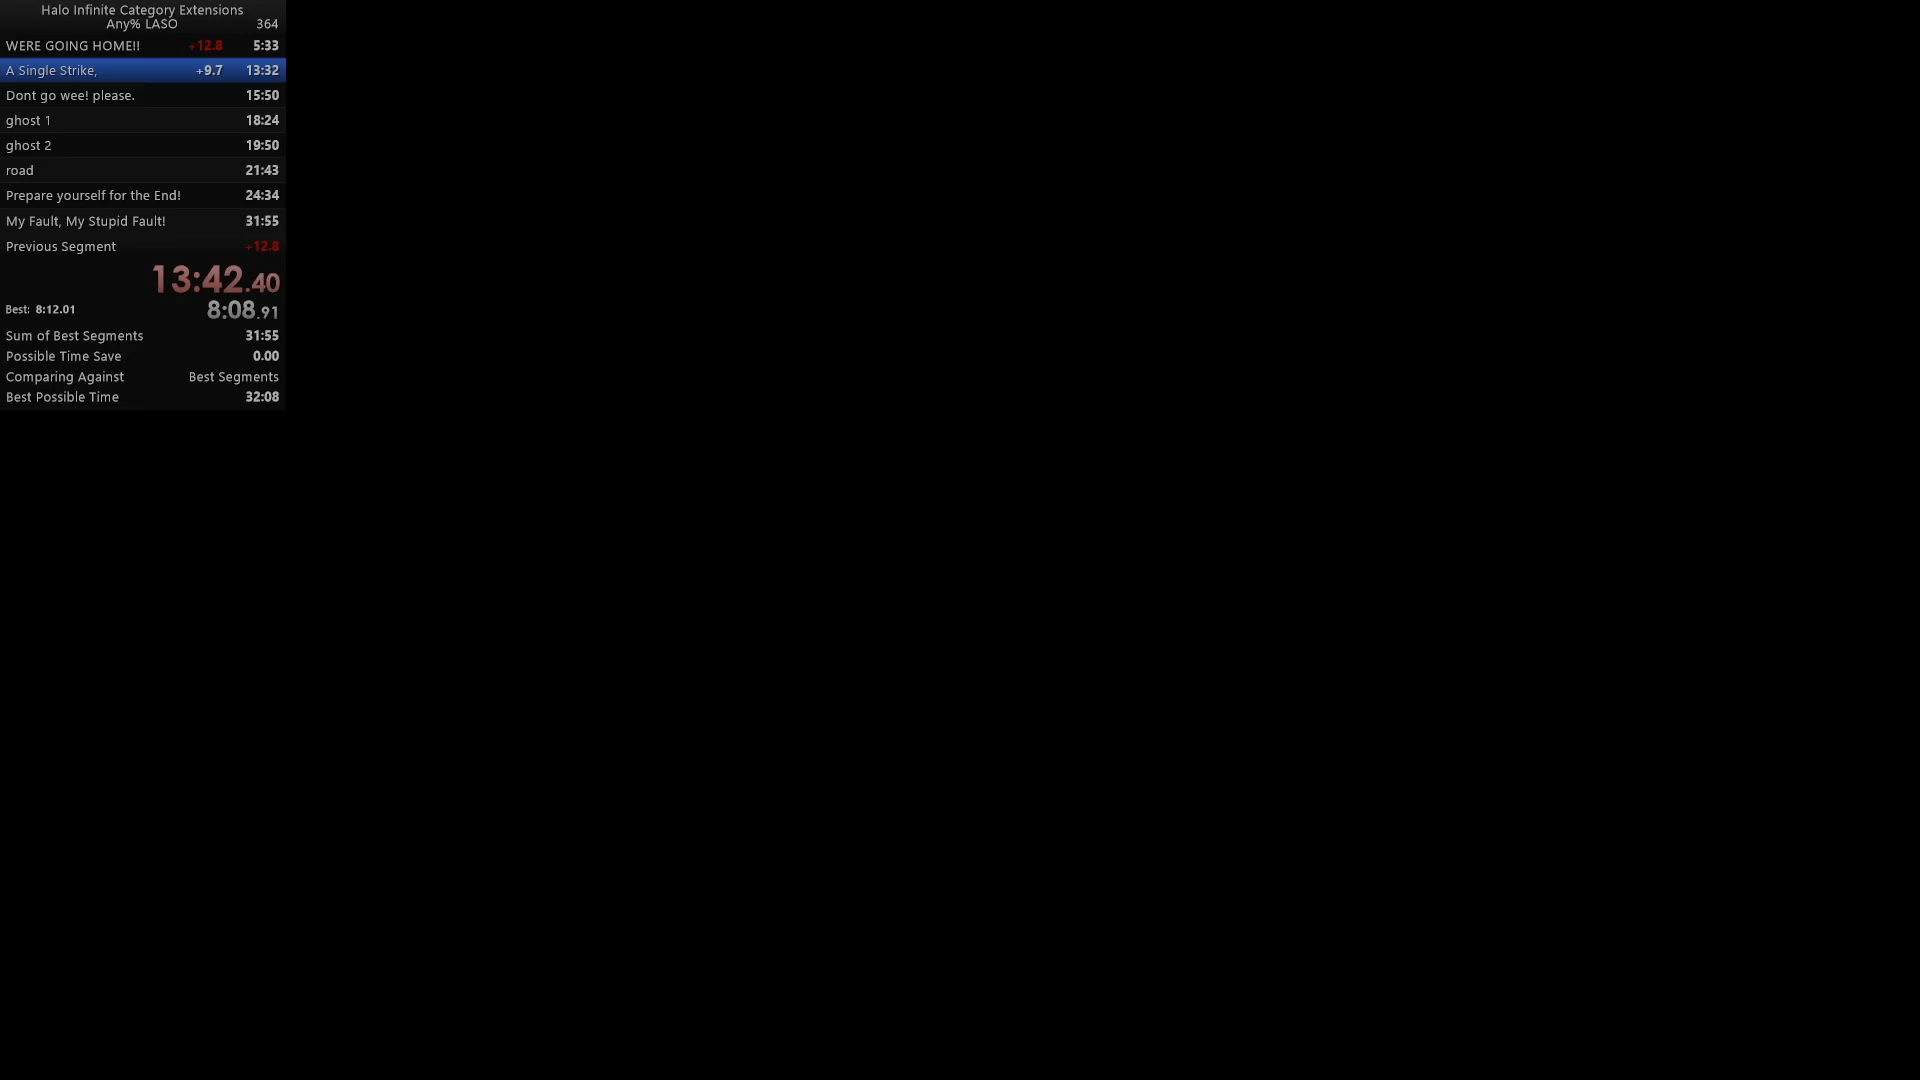 Halo Infinite Category Extensions
Any% LASO 364
WERE GOING HOME!! +12.8 5:33
A Single Strike, +9.7 13:32
Dont go wee! please. 15:50
ghost 1 18:24
ghost 2 19:50
road 21:43
Prepare yourself for the End! 24:34
My Fault, My Stupid Fault! 31:55
Previous Segment +12.8
13:42.40
Best: 8:12.01 8:08.91
Sum of Best Segments 31:55
Possible Time Save 0.00
Comparing Against Best Segments
Best Possible Time 32:08